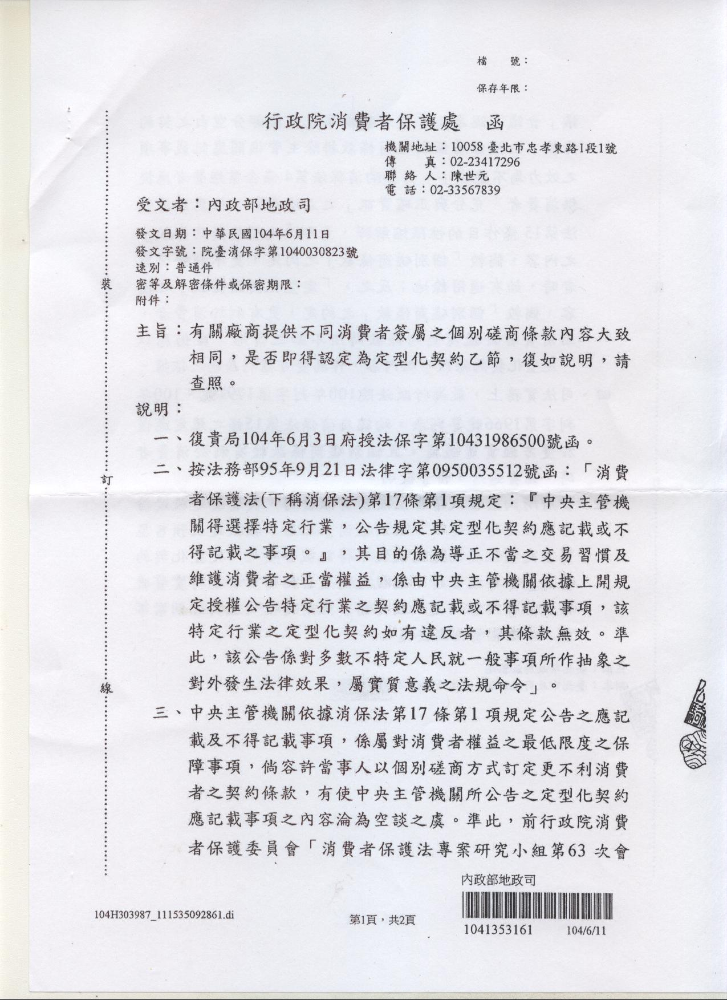 檔　　號：
保存年限：
行政院消費者保護處　函
機關地址：10058 臺北市忠孝東路1段1號
傳　　真：02-23417296
聯 絡 人：陳世元
電 話：02-33567839
受文者：內政部地政司
發文日期：中華民國104年6月11日
發文字號：院臺消保字第1040030823號
速別：普通件
密等及解密條件或保密期限：
附件：
主旨：有關廠商提供不同消費者簽屬之個別磋商條款內容大致
相同，是否即得認定為定型化契約乙節，復如說明，請
查照。
說明：
一、復貴局104年6月3日府授法保字第10431986500號函。
二、按法務部95年9月21日法律字第0950035512號函：「消費
者保護法(下稱消保法)第17條第1項規定：『中央主管機
關得選擇特定行業，公告規定其定型化契約應記載或不
得記載之事項。』，其目的係為導正不當之交易習慣及
維護消費者之正當權益，係由中央主管機關依據上開規
定授權公告特定行業之契約應記載或不得記載事項，該
特定行業之定型化契約如有違反者，其條款無效。準
此，該公告係對多數不特定人民就一般事項所作抽象之
對外發生法律效果，屬實質意義之法規命令」。
三、中央主管機關依據消保法第17 條第1 項規定公告之應記
載及不得記載事項，係屬對消費者權益之最低限度之保
障事項，倘容許當事人以個別磋商方式訂定更不利消費
者之契約條款，有使中央主管機關所公告之定型化契約
應記載事項之內容淪為空談之虞。準此，前行政院消費
者保護委員會「消費者保護法專案研究小組第63 次會
裝
訂
線
內政部地政司
1041353161　104/6/11
104H303987_111535092861.di
第1頁，共2頁